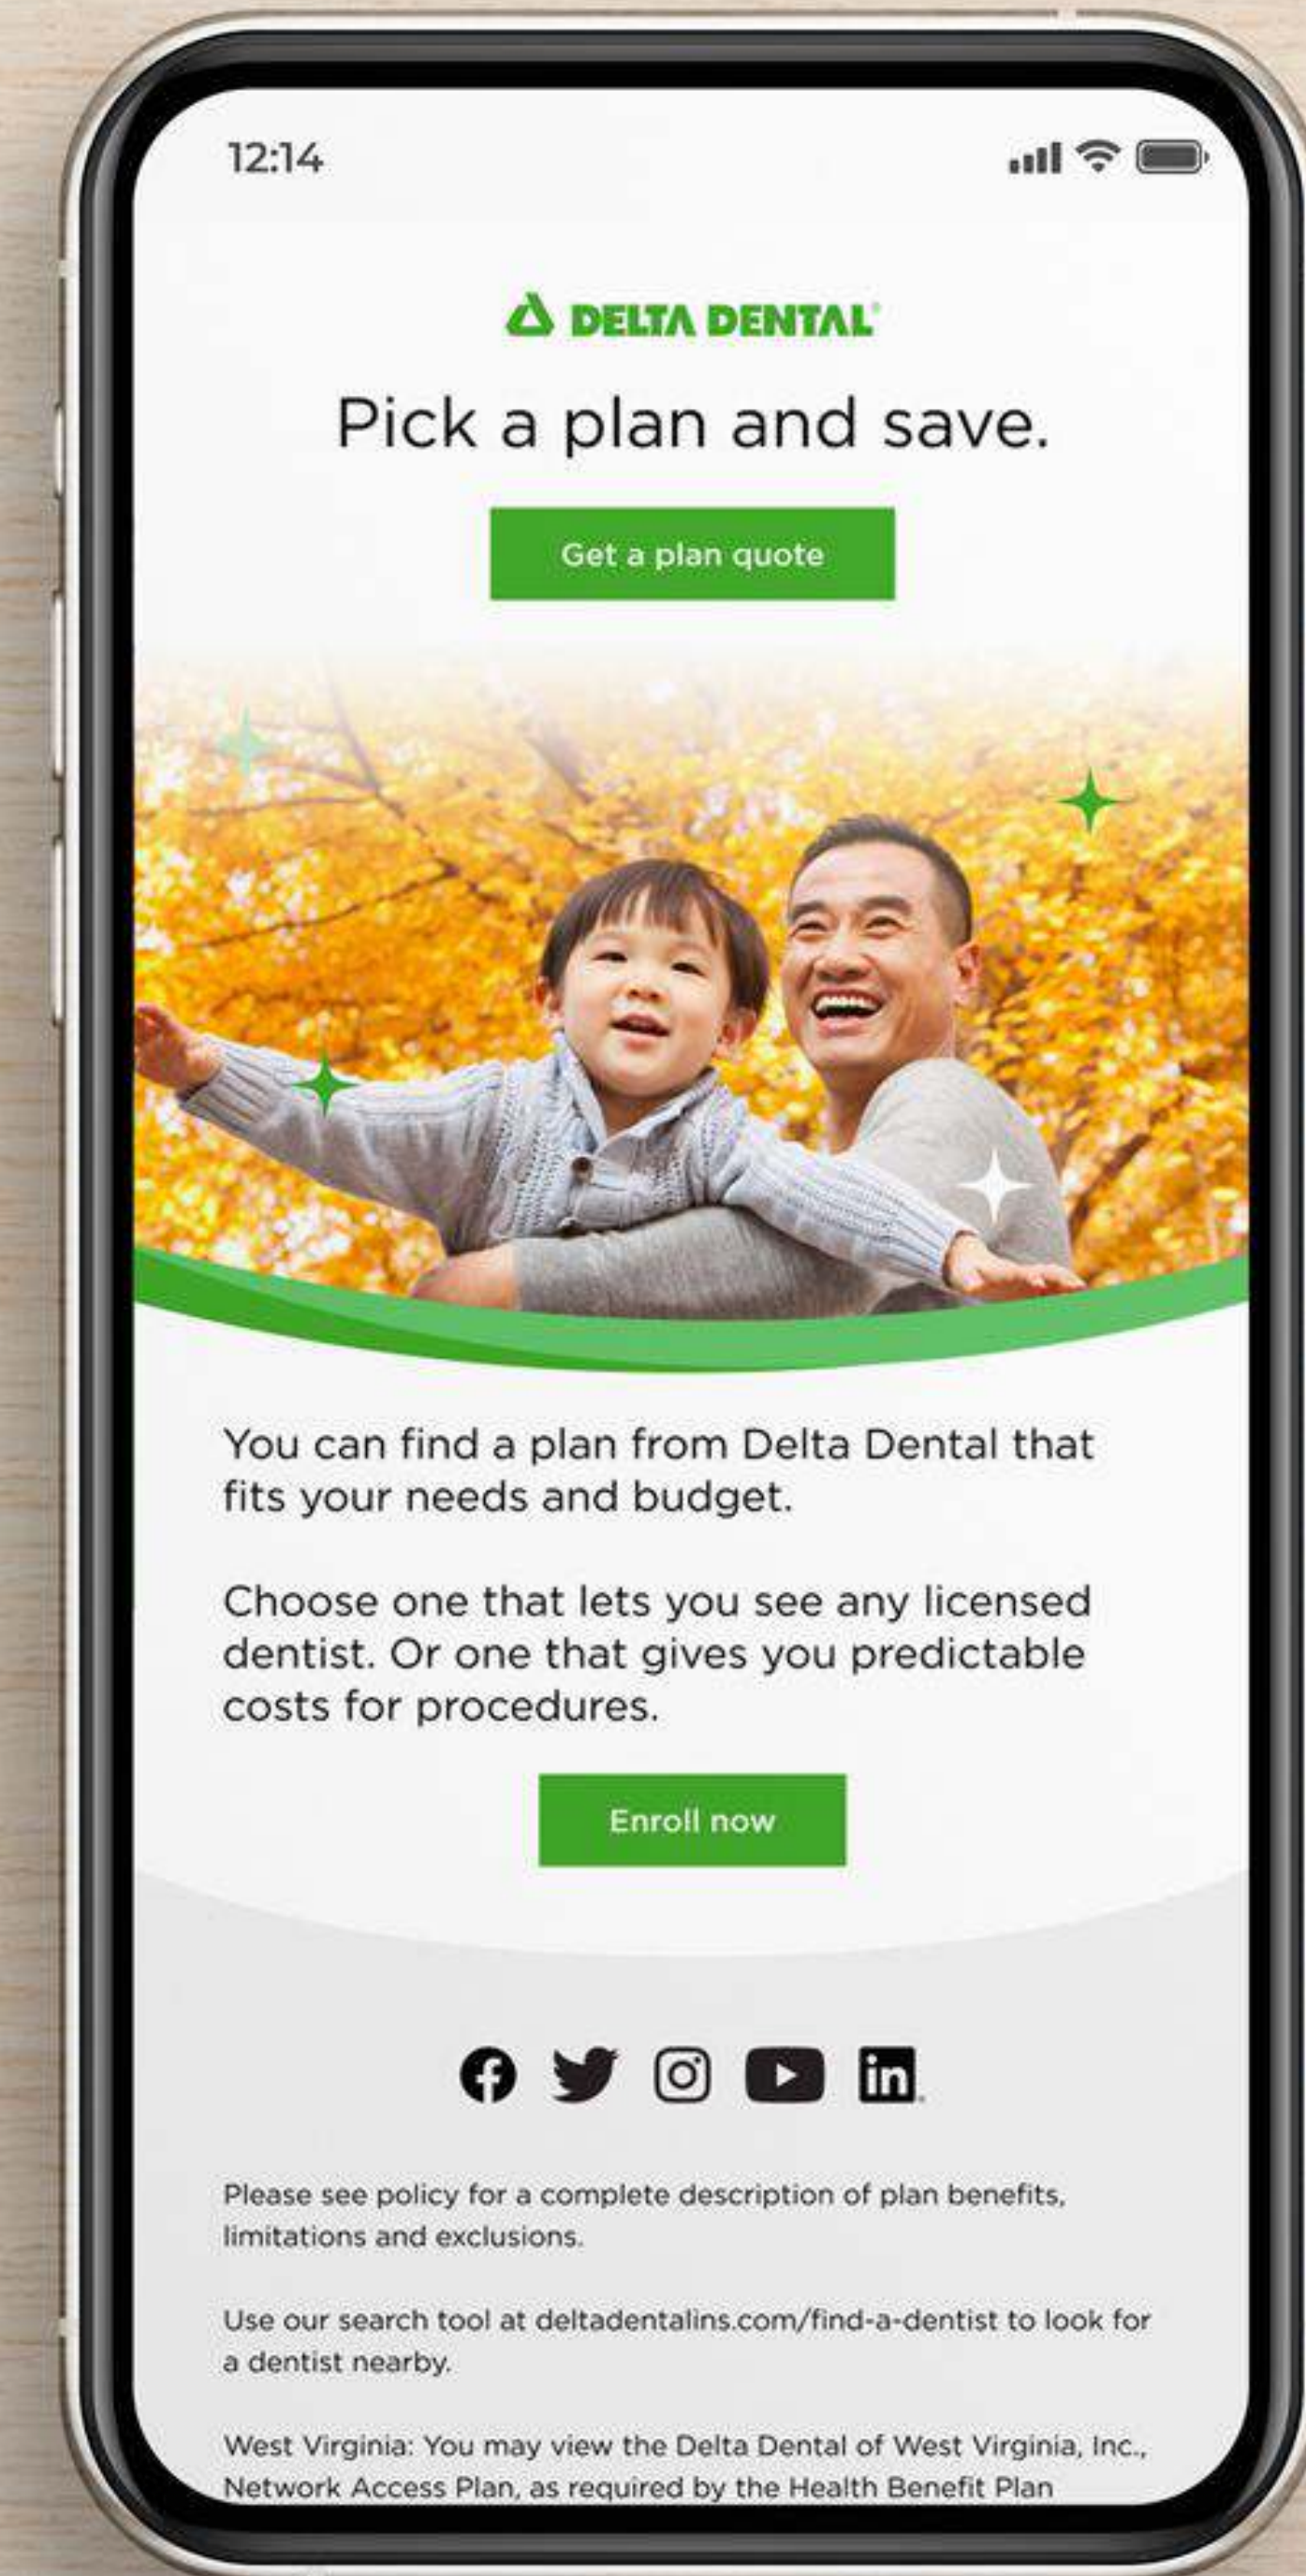 12:14
DELTA DENTAL®
Pick a plan and save.
Get a plan quote
You can find a plan from Delta Dental that
fits your needs and budget.
Choose one that lets you see any licensed
dentist. Or one that gives you predictable
costs for procedures.
Enroll now
in
Please see policy for a complete description of plan benefits,
limitations and exclusions.
Use our search tool at deltadentalins.com/find-a-dentist to look for
a dentist nearby.
West Virginia: You may view the Delta Dental of West Virginia, Inc.,
Network Access Plan, as required by the Health Benefit Plan